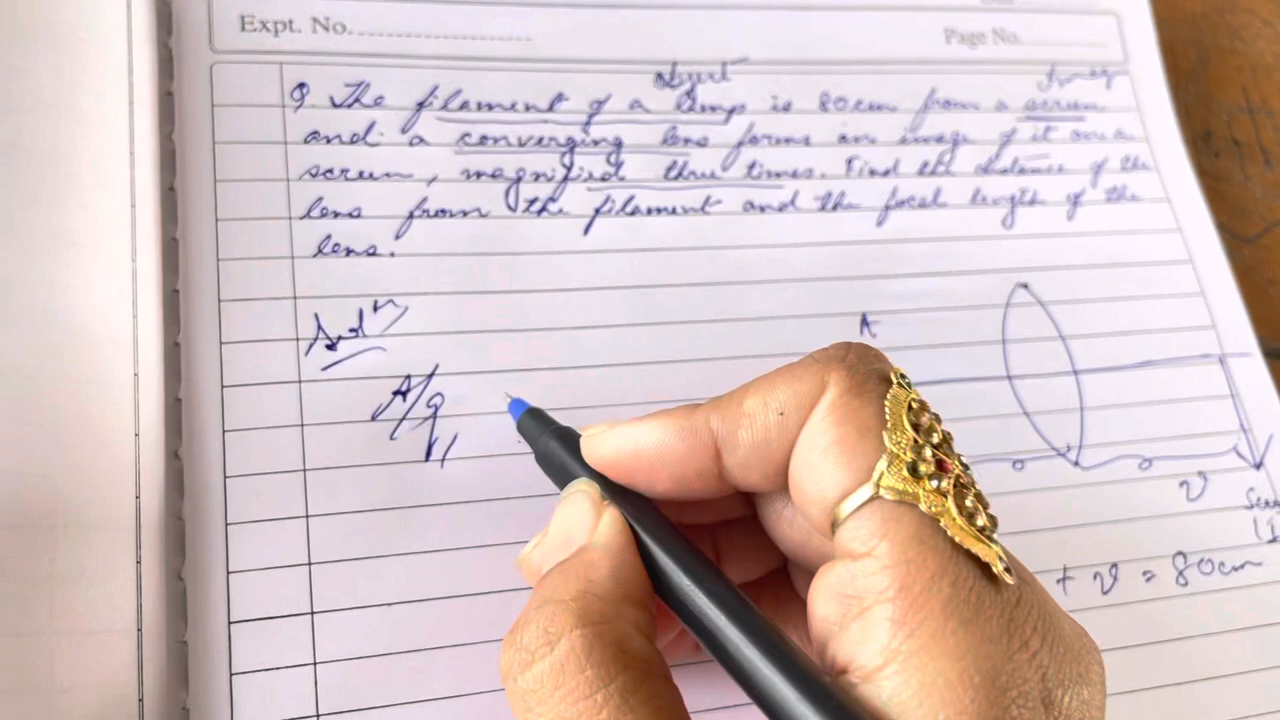 Expt. No.
Page No.
object
Image
Q. The filament of a lamp is 80cm from a screen
and a converging lens forms an image of it on a
screen, magnified three times. Find the distance of the
lens from the filament and the focal length of the
lens.
Solⁿ
A/q,,
A
v
+ v = 80cm